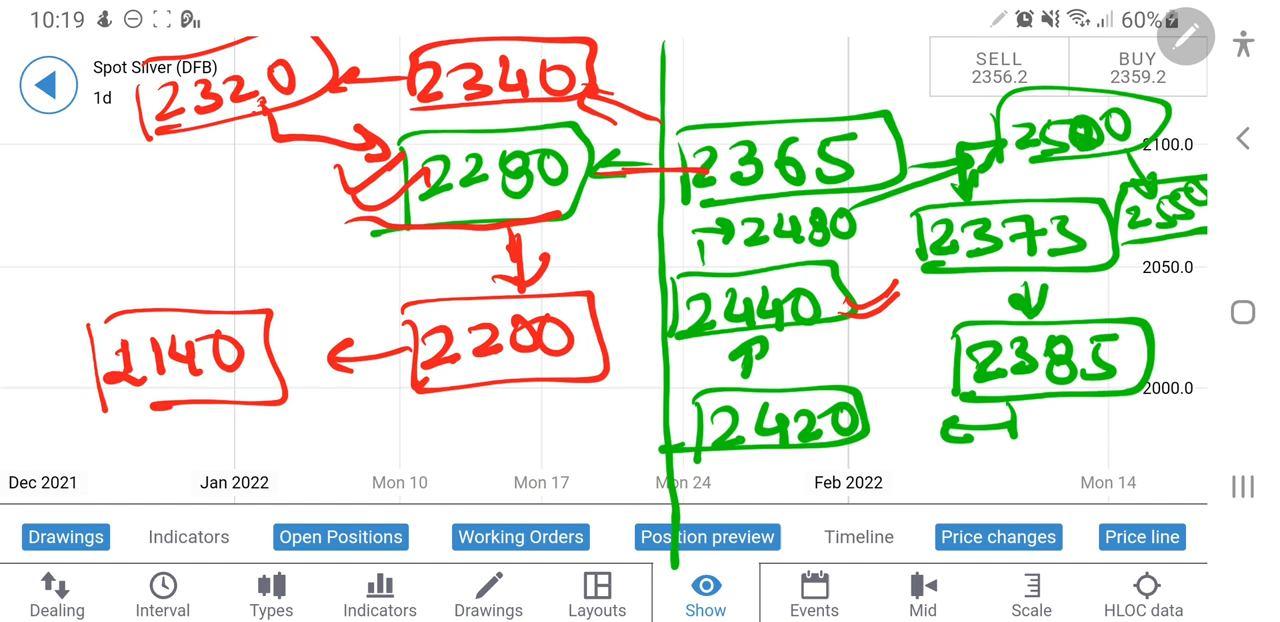 10:19
60%
Spot Silver (DFB)
1d
SELL
2356.2
BUY
2359.2
2320
2340
2280
2365
2500
2480
2373
2550
2440
2140
2200
2385
2420
2100.0
2050.0
2000.0
Dec 2021 Jan 2022 Mon 10 Mon 17 Mon 24 Feb 2022 Mon 14
Drawings Indicators Open Positions Working Orders Position preview Timeline Price changes Price line
Dealing Interval Types Indicators Drawings Layouts Show Events Mid Scale HLOC data